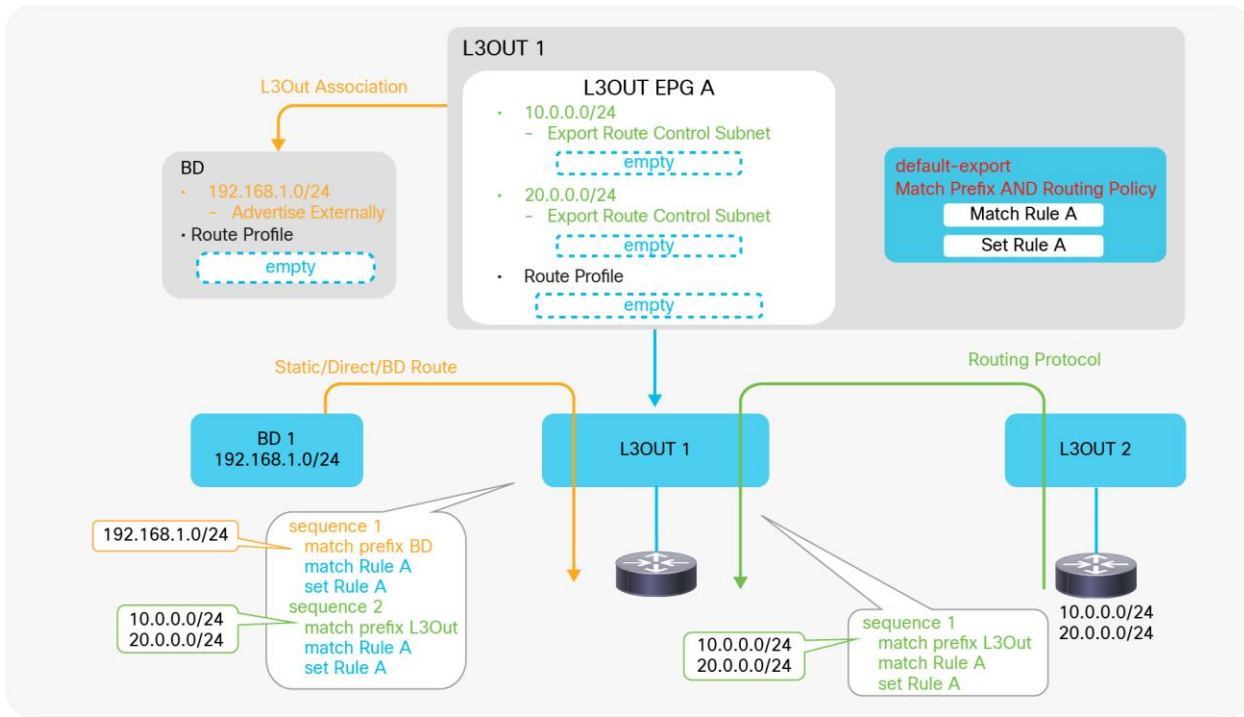 L3OUT 1
L3Out Association
L3OUT EPG A
· 10.0.0.0/24
- Export Route Control Subnet
empty
· 20.0.0.0/24
- Export Route Control Subnet
empty
· Route Profile
empty
BD
· 192.168.1.0/24
- Advertise Externally
· Route Profile
empty
default-export
Match Prefix AND Routing Policy
Match Rule A
Set Rule A
Static/Direct/BD Route
Routing Protocol
BD 1
192.168.1.0/24
L3OUT 1
L3OUT 2
192.168.1.0/24
sequence 1
match prefix BD
match Rule A
set Rule A
10.0.0.0/24
20.0.0.0/24
sequence 2
match prefix L3Out
match Rule A
set Rule A
10.0.0.0/24
20.0.0.0/24
sequence 1
match prefix L3Out
match Rule A
set Rule A
10.0.0.0/24
20.0.0.0/24